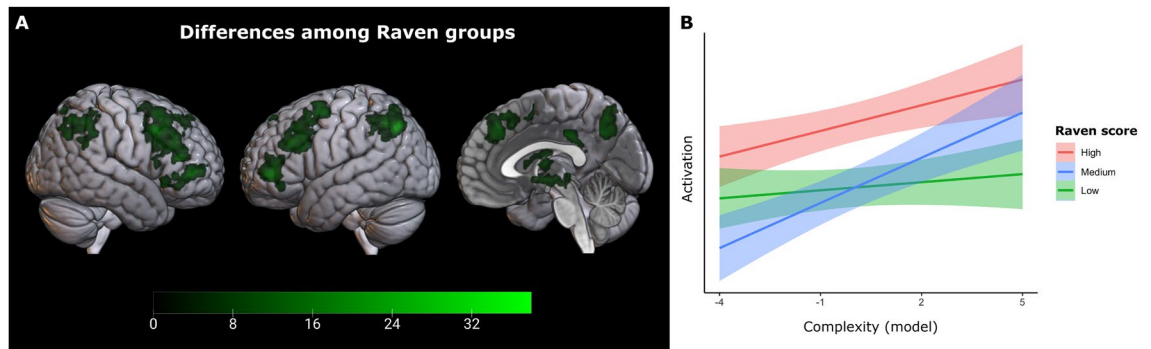 A
Differences among Raven groups
0 8 16 24 32
B
Activation
-4 -1 2 5
Complexity (model)
Raven score
High
Medium
Low